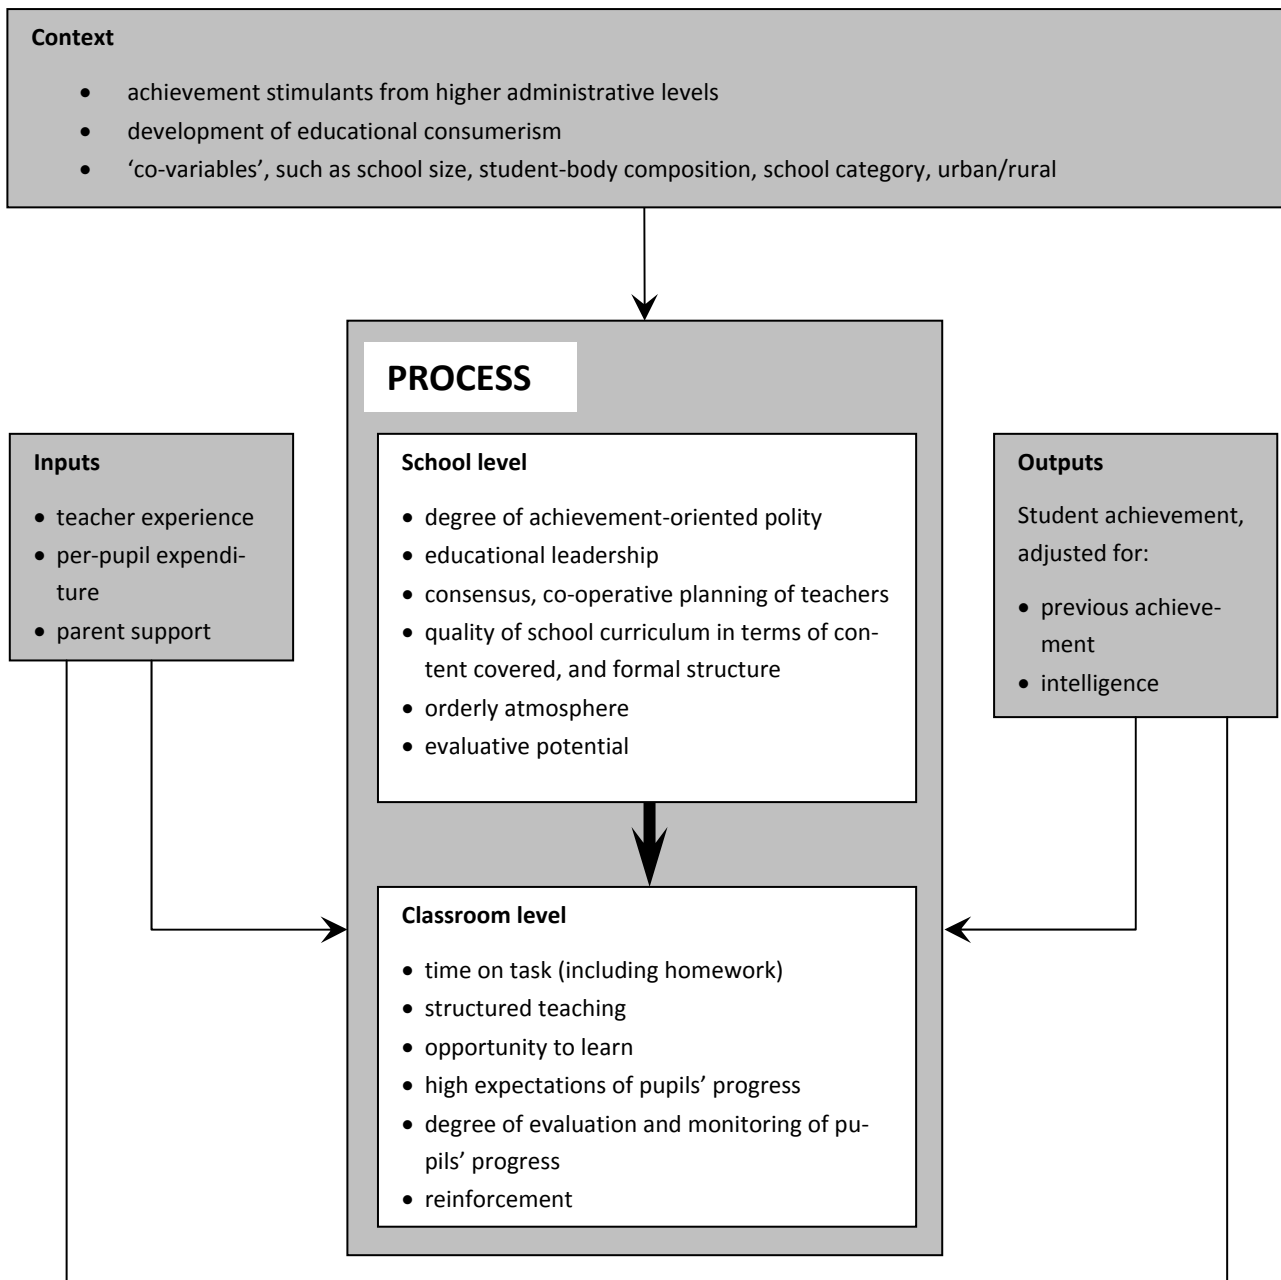 Context
• achievement stimulants from higher administrative levels
• development of educational consumerism
• ‘co-variables’, such as school size, student-body composition, school category, urban/rural
PROCESS
Inputs
• teacher experience
• per-pupil expendi-
ture
• parent support
School level
• degree of achievement-oriented polity
• educational leadership
• consensus, co-operative planning of teachers
• quality of school curriculum in terms of con-
tent covered, and formal structure
• orderly atmosphere
• evaluative potential
Outputs
Student achievement,
adjusted for:
• previous achieve-
ment
• intelligence
Classroom level
• time on task (including homework)
• structured teaching
• opportunity to learn
• high expectations of pupils’ progress
• degree of evaluation and monitoring of pu-
pils’ progress
• reinforcement